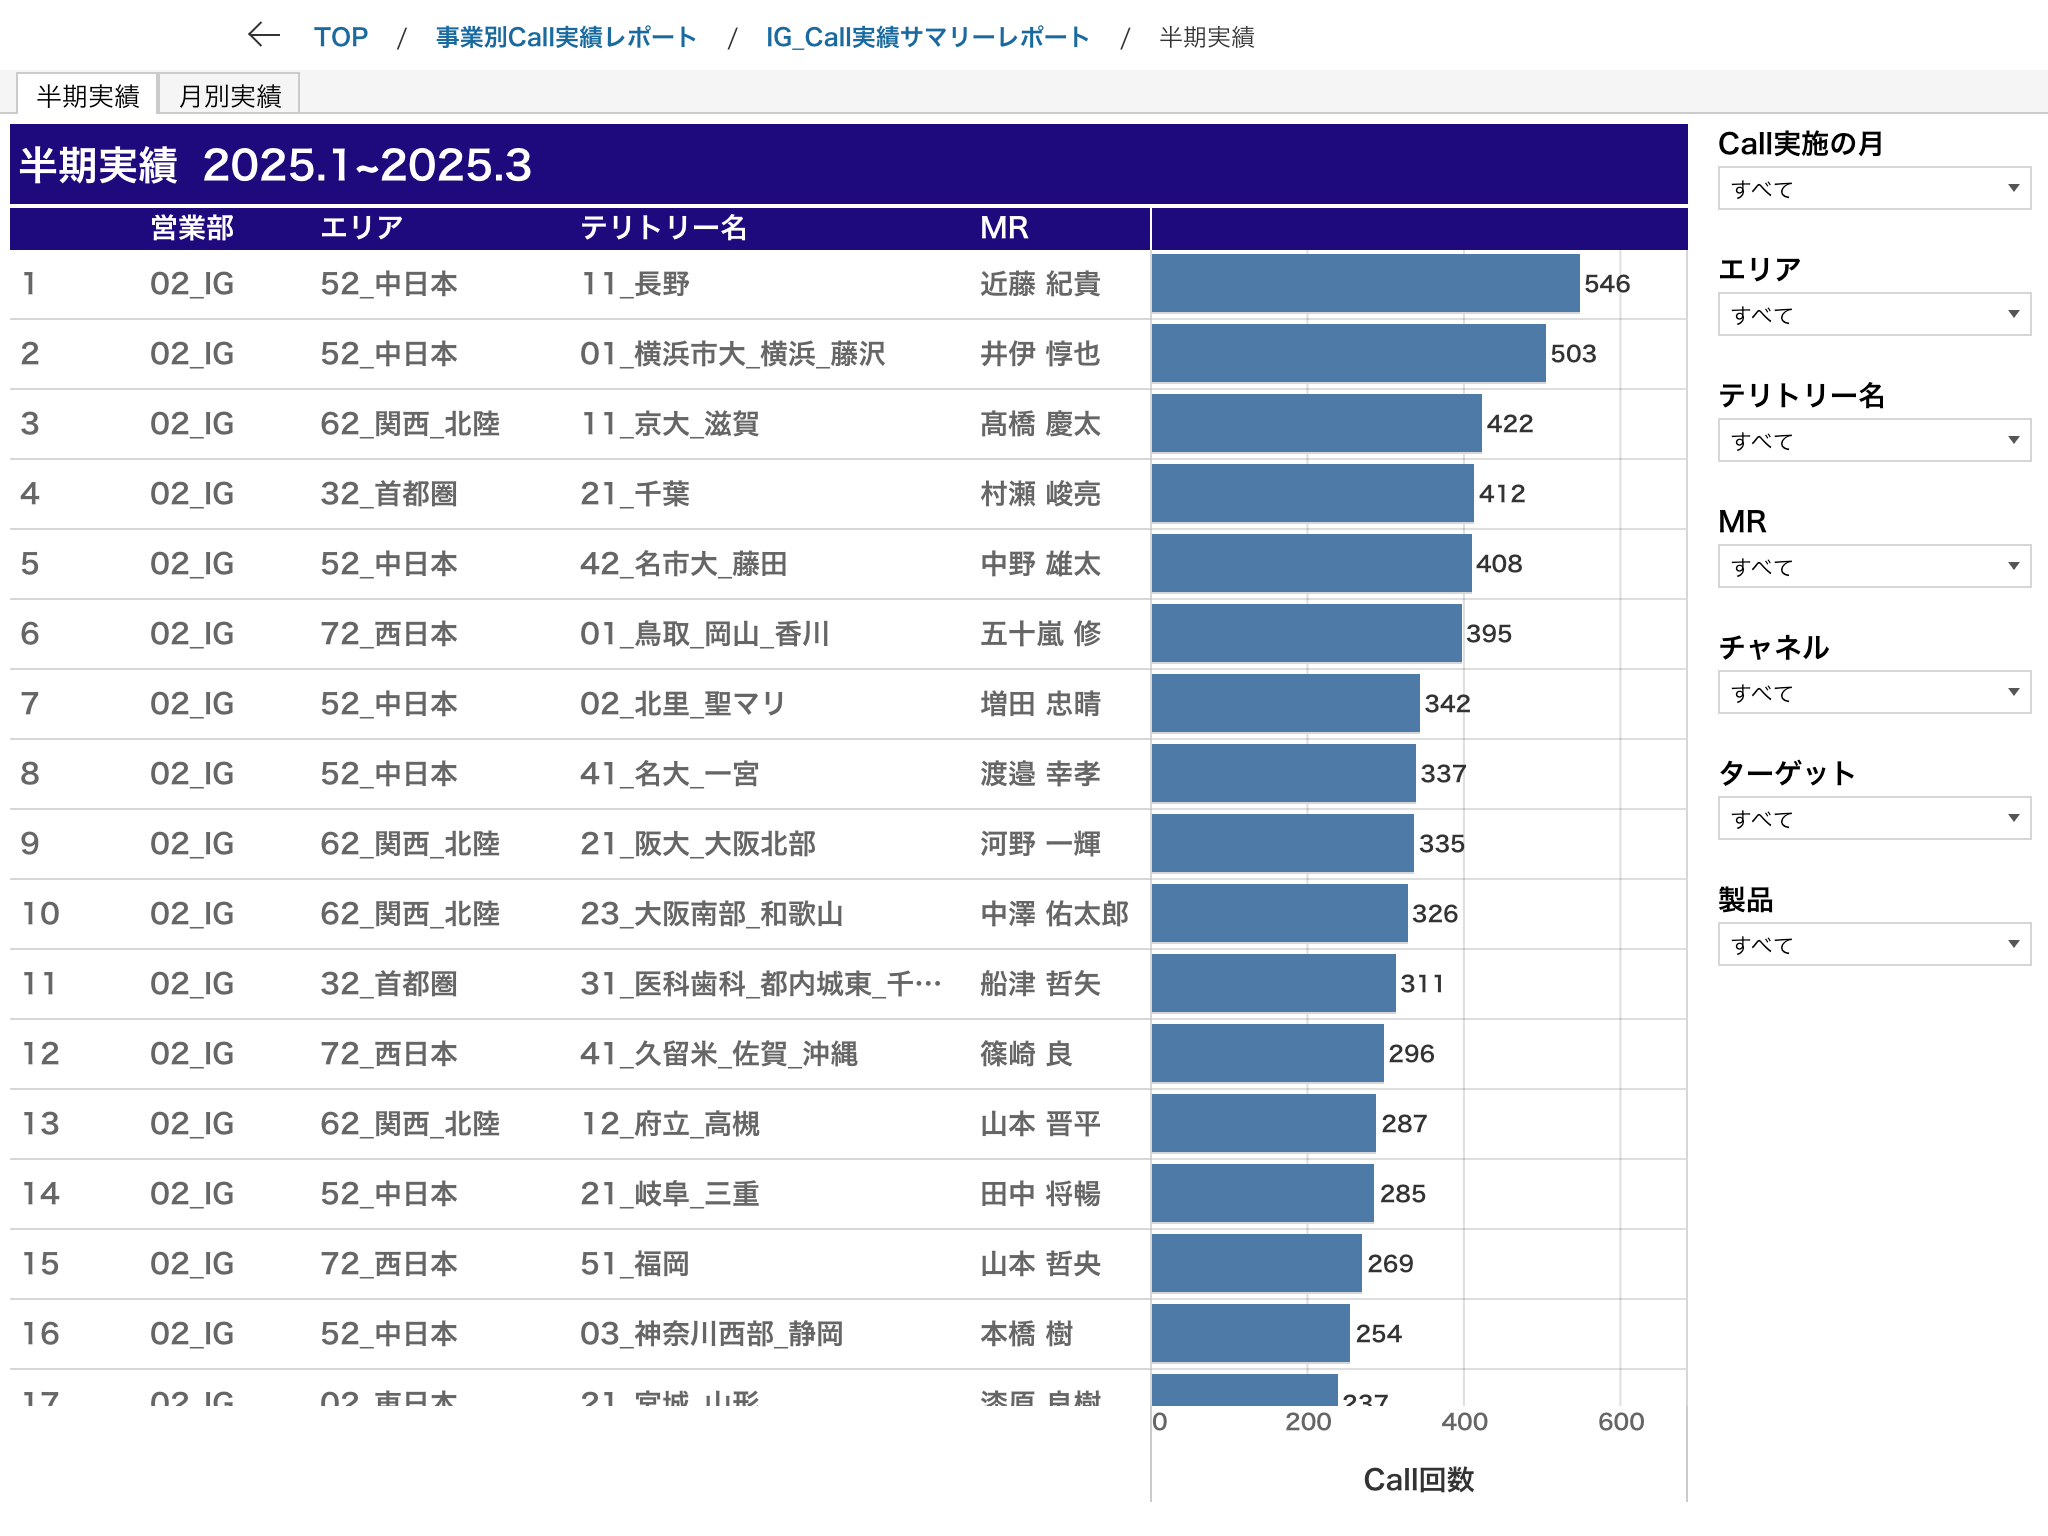 ← TOP / 事業別Call実績レポート / IG_Call実績サマリーレポート / 半期実績
半期実績 月別実績
半期実績 2025.1~2025.3
営業部 エリア テリトリー名 MR
1 02_IG 52_中日本 11_長野 近藤 紀貴 546
2 02_IG 52_中日本 01_横浜市大_横浜_藤沢 井伊 惇也 503
3 02_IG 62_関西_北陸 11_京大_滋賀 髙橋 慶太 422
4 02_IG 32_首都圏 21_千葉 村瀬 峻亮 412
5 02_IG 52_中日本 42_名市大_藤田 中野 雄太 408
6 02_IG 72_西日本 01_鳥取_岡山_香川 五十嵐 修 395
7 02_IG 52_中日本 02_北里_聖マリ 増田 忠晴 342
8 02_IG 52_中日本 41_名大_一宮 渡邉 幸孝 337
9 02_IG 62_関西_北陸 21_阪大_大阪北部 河野 一輝 335
10 02_IG 62_関西_北陸 23_大阪南部_和歌山 中澤 佑太郎 326
11 02_IG 32_首都圏 31_医科歯科_都内城東_千… 船津 哲矢 311
12 02_IG 72_西日本 41_久留米_佐賀_沖縄 篠崎 良 296
13 02_IG 62_関西_北陸 12_府立_高槻 山本 晋平 287
14 02_IG 52_中日本 21_岐阜_三重 田中 将暢 285
15 02_IG 72_西日本 51_福岡 山本 哲央 269
16 02_IG 52_中日本 03_神奈川西部_静岡 本橋 樹 254
17 02_IG 02_東日本 21_宮城_山形 漆原 良樹 237
0 200 400 600
Call回数
Call実施の月
すべて
エリア
すべて
テリトリー名
すべて
MR
すべて
チャネル
すべて
ターゲット
すべて
製品
すべて